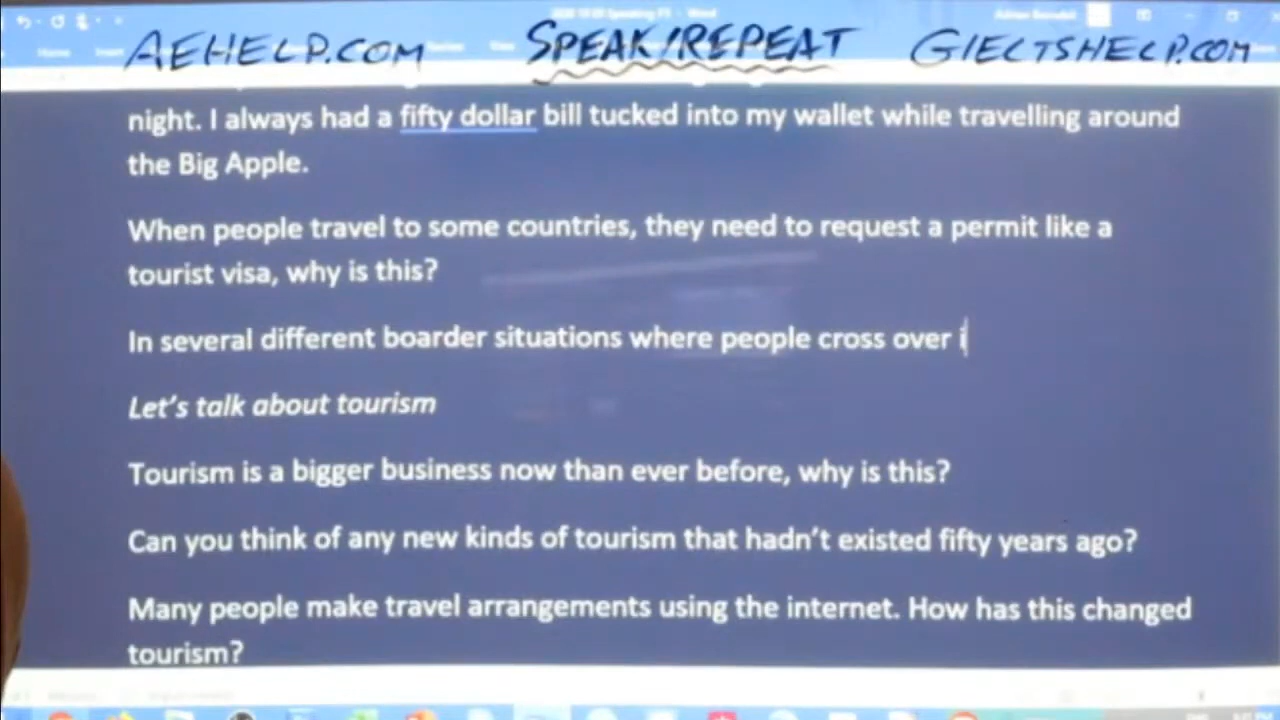 AEHELP.COM SPEAK/REPEAT GIELTSHELP.COM
night. I always had a fifty dollar bill tucked into my wallet while travelling around
the Big Apple.
When people travel to some countries, they need to request a permit like a
tourist visa, why is this?
In several different boarder situations where people cross over i
Let's talk about tourism
Tourism is a bigger business now than ever before, why is this?
Can you think of any new kinds of tourism that hadn't existed fifty years ago?
Many people make travel arrangements using the internet. How has this changed
tourism?